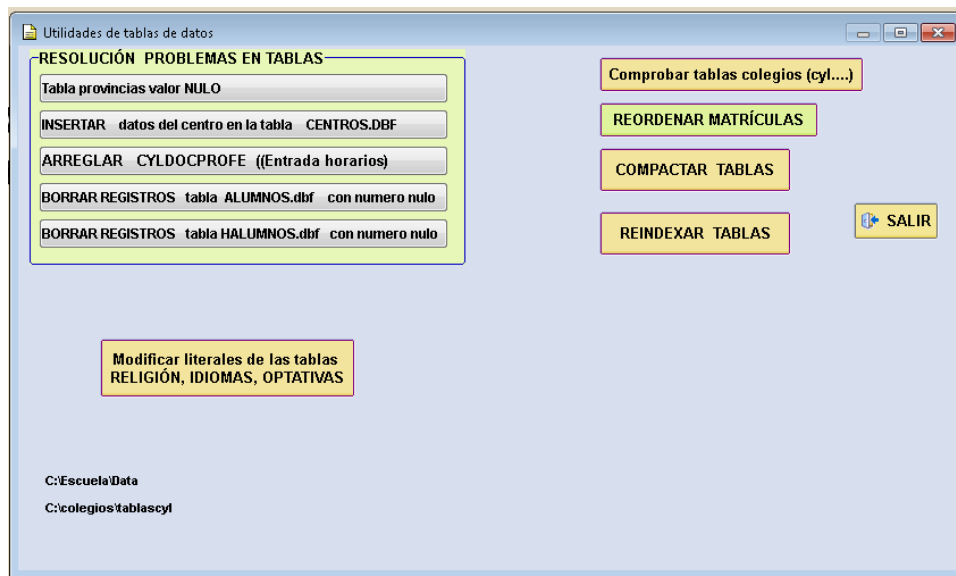 Utilidades de tablas de datos
RESOLUCIÓN PROBLEMAS EN TABLAS
Tabla provincias valor NULO
INSERTAR datos del centro en la tabla CENTROS.DBF
ARREGLAR CYLDOCPROFE ((Entrada horarios)
BORRAR REGISTROS tabla ALUMNOS.dbf con numero nulo
BORRAR REGISTROS tabla HALUMNOS.dbf con numero nulo
Comprobar tablas colegios (cyl....)
REORDENAR MATRÍCULAS
COMPACTAR TABLAS
REINDEXAR TABLAS
SALIR
Modificar literales de las tablas
RELIGIÓN, IDIOMAS, OPTATIVAS
C:\Escuela\Data
C:\colegios\tablascyl